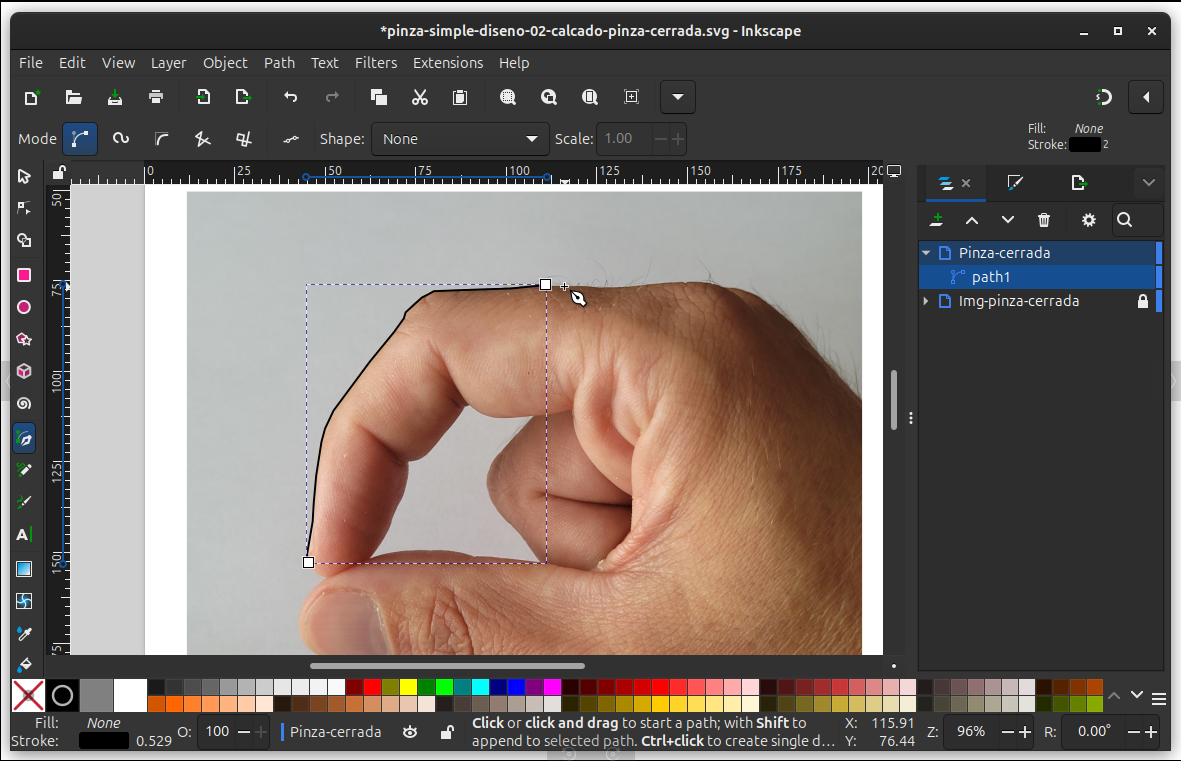 *pinza-simple-diseno-02-calcado-pinza-cerrada.svg - Inkscape
File Edit View Layer Object Path Text Filters Extensions Help
Mode Shape: None Scale: 1.00
Fill: None
Stroke: 2
0 25 50 75 100 125 150 175 20
50
75
100
125
150
75
Pinza-cerrada
path1
Img-pinza-cerrada
Fill: None
Stroke: 0.529
O: 100
Pinza-cerrada
Click or click and drag to start a path; with Shift to
append to selected path. Ctrl+click to create single d...
X: 115.91
Y: 76.44
Z: 96%
R: 0.00°